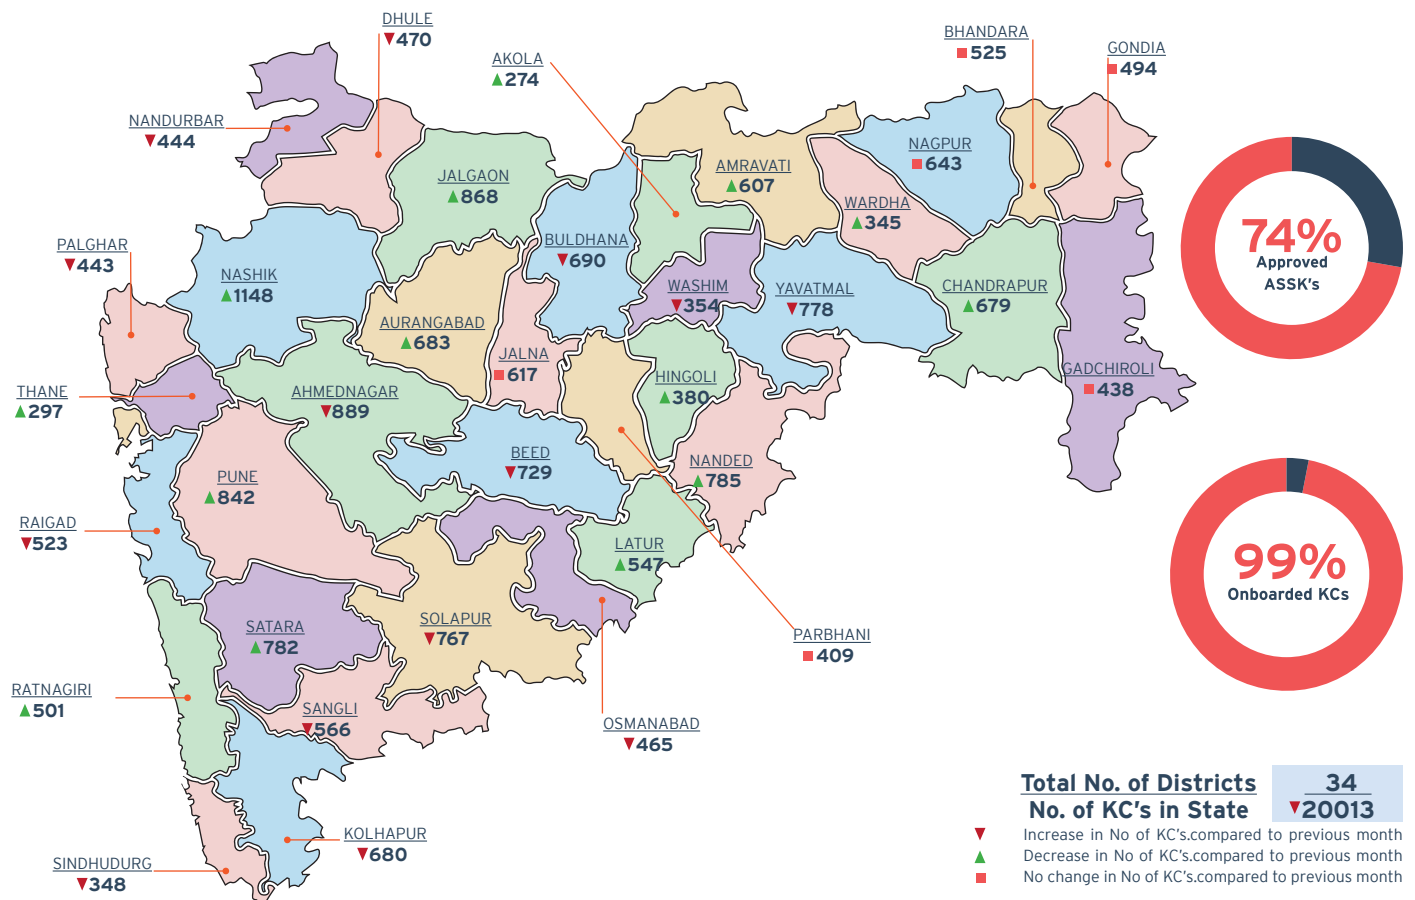 DHULE
470
BHANDARA
525
GONDIA
494
AKOLA
274
NANDURBAR
444
NAGPUR
643
AMRAVATI
607
JALGAON
868
WARDHA
345
PALGHAR
443
BULDHANA
690
NASHIK
1148
WASHIM
354
YAVATMAL
778
CHANDRAPUR
679
74%
Approved
ASSK's
AURANGABAD
683
JALNA
617
HINGOLI
380
GADCHIROLI
438
THANE
297
AHMEDNAGAR
889
BEED
729
NANDED
785
PUNE
842
RAIGAD
523
LATUR
547
99%
Onboarded KCs
SATARA
782
SOLAPUR
767
PARBHANI
409
RATNAGIRI
501
SANGLI
566
OSMANABAD
465
KOLHAPUR
680
SINDHUDURG
348
Total No. of Districts 34
No. of KC's in State 20013
Increase in No of KC's.compared to previous month
Decrease in No of KC's.compared to previous month
No change in No of KC's.compared to previous month